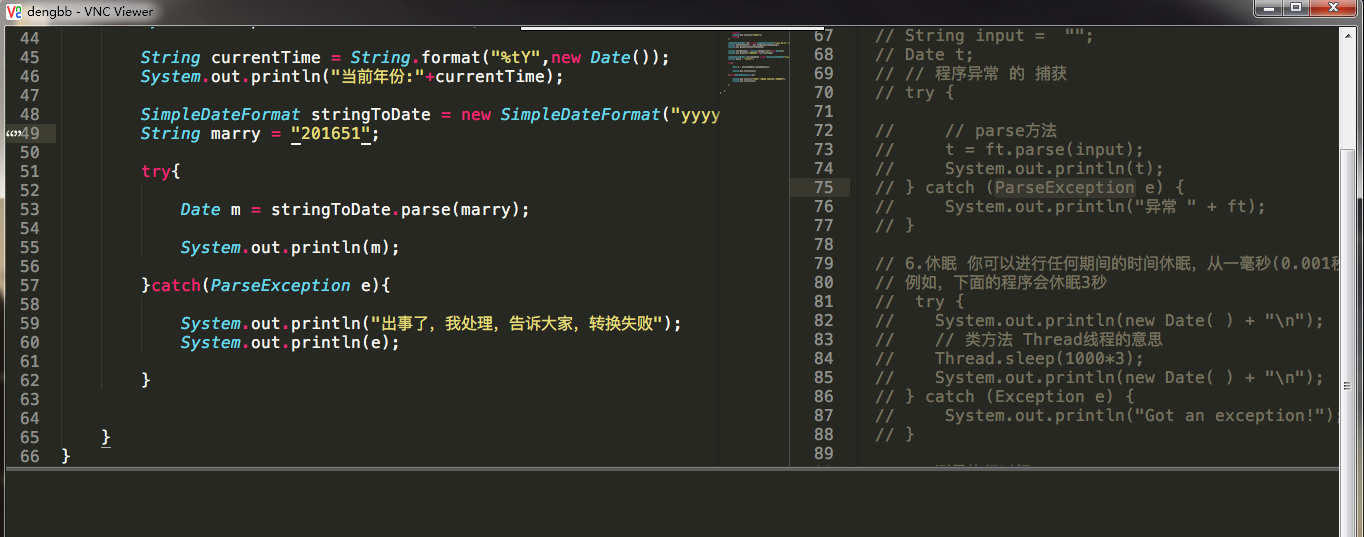 dengbb - VNC Viewer
44
45 String currentTime = String.format("%tY",new Date());
46 System.out.println("当前年份:"+currentTime);
47
48 SimpleDateFormat stringToDate = new SimpleDateFormat("yyyy
49 String marry = "201651";
50
51 try{
52
53 Date m = stringToDate.parse(marry);
54
55 System.out.println(m);
56
57 }catch(ParseException e){
58
59 System.out.println("出事了，我处理，告诉大家，转换失败");
60 System.out.println(e);
61
62 }
63
64
65 }
66 }
67 // String input =  "";
68 // Date t;
69 // // 程序异常 的 捕获
70 // try {
71
72 //     // parse方法
73 //     t = ft.parse(input);
74 //     System.out.println(t);
75 // } catch (ParseException e) {
76 //     System.out.println("异常 " + ft);
77 // }
78
79 // 6.休眠 你可以进行任何期间的时间休眠，从一毫秒(0.001秒
80 // 例如，下面的程序会休眠3秒
81 //  try {
82 //    System.out.println(new Date( ) + "\n");
83 //    // 类方法 Thread线程的意思
84 //    Thread.sleep(1000*3);
85 //    System.out.println(new Date( ) + "\n");
86 // } catch (Exception e) {
87 //     System.out.println("Got an exception!");
88 // }
89